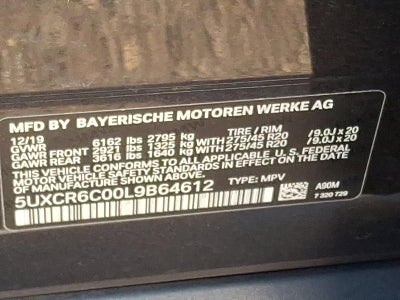 MFD BY BAYERISCHE MOTOREN WERKE AG
12/19 TIRE / RIM
GVWR 6162 lbs 2795 kg
GAWR FRONT 2921 lbs 1325 kg WITH 275/45 R20 /9.0J x 20
GAWR REAR 3616 lbs 1640 kg WITH 275/45 R20 /9.0J x 20
THIS VEHICLE CONFORMS TO ALL APPLICABLE FEDERAL
MOTOR VEHICLE SAFETY STANDARDS IN EFFECT ON THE
DATE OF MANUFACTURE SHOWN ABOVE.
5UXCR6C00L9B64612
TYPE: MPV
A90M
MADE IN U.S.A.
7 320 729